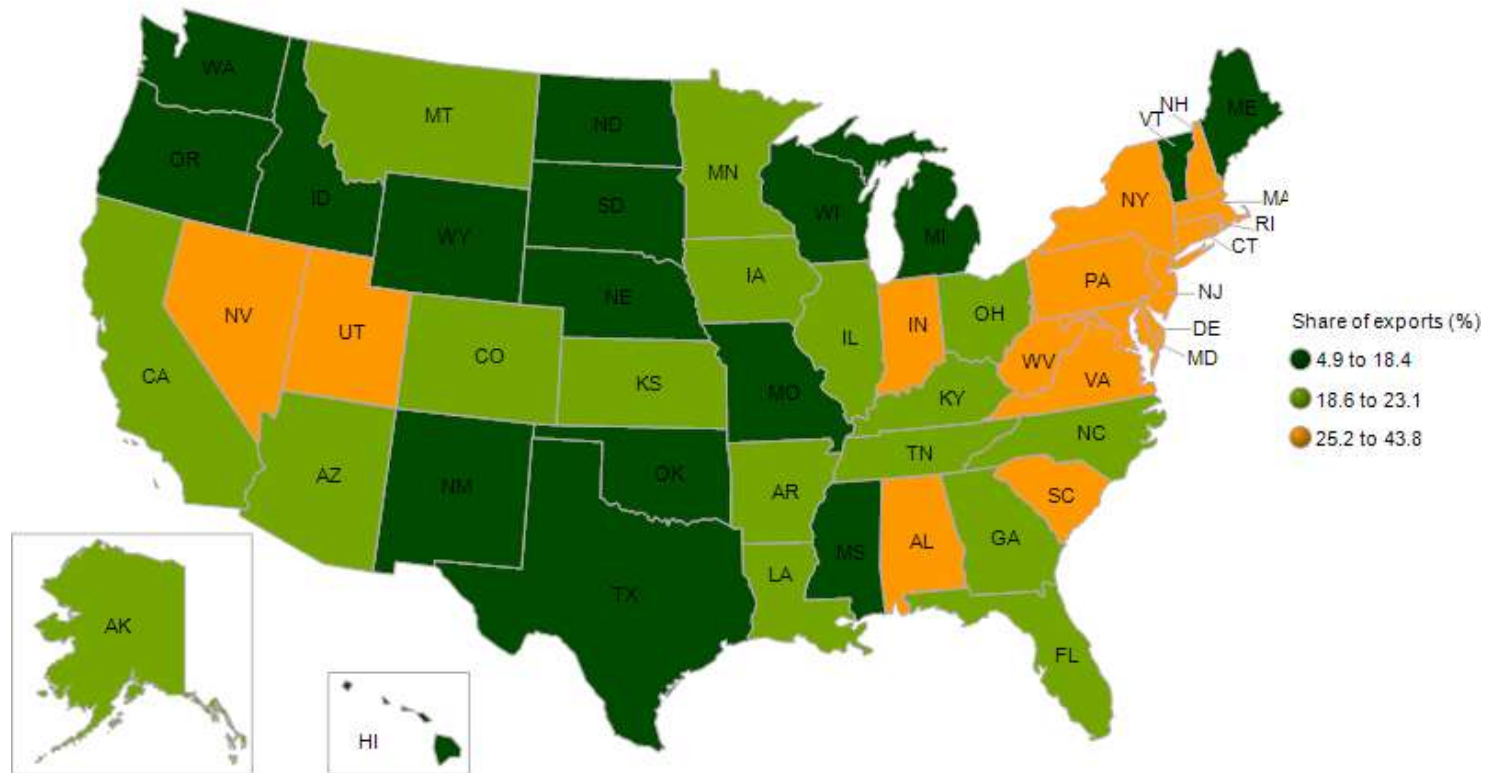 WA
MT
ND
MN
OR
ID
SD
WY
WI
MI
NH
VT
ME
NY
MA
RI
CT
IA
NE
PA
NJ
NV
UT
CO
IL
IN
OH
DE
MD
CA
KS
MO
WV
VA
KY
AZ
NM
OK
AR
TN
NC
SC
TX
LA
MS
AL
GA
FL
AK
HI
Share of exports (%)
4.9 to 18.4
18.6 to 23.1
25.2 to 43.8